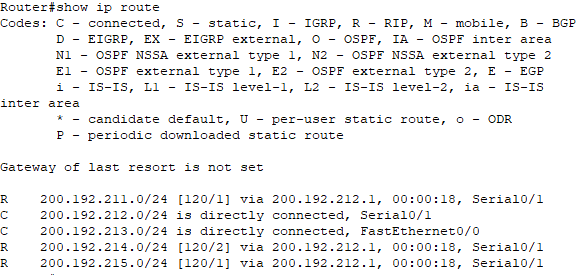 Router#show ip route
Codes: C - connected, S - static, I - IGRP, R - RIP, M - mobile, B - BGP
D - EIGRP, EX - EIGRP external, O - OSPF, IA - OSPF inter area
N1 - OSPF NSSA external type 1, N2 - OSPF NSSA external type 2
E1 - OSPF external type 1, E2 - OSPF external type 2, E - EGP
i - IS-IS, L1 - IS-IS level-1, L2 - IS-IS level-2, ia - IS-IS
inter area
* - candidate default, U - per-user static route, o - ODR
P - periodic downloaded static route
Gateway of last resort is not set
R 200.192.211.0/24 [120/1] via 200.192.212.1, 00:00:18, Serial0/1
C 200.192.212.0/24 is directly connected, Serial0/1
C 200.192.213.0/24 is directly connected, FastEthernet0/0
R 200.192.214.0/24 [120/2] via 200.192.212.1, 00:00:18, Serial0/1
R 200.192.215.0/24 [120/1] via 200.192.212.1, 00:00:18, Serial0/1